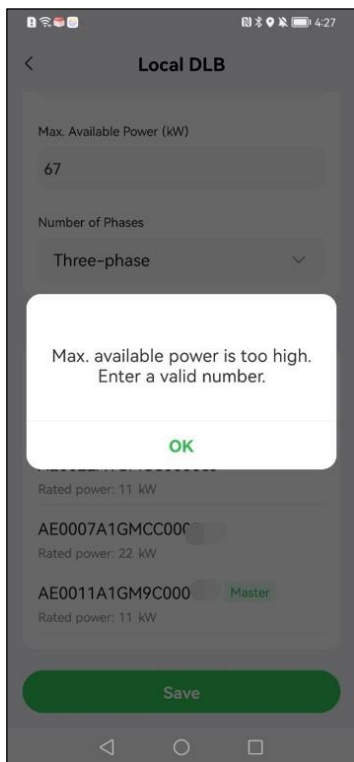 4:27
Local DLB
Max. Available Power (kW)
67
Number of Phases
Three-phase
Max. available power is too high.
Enter a valid number.
OK
Rated power: 11 kW
AE0007A1GMCC000
Rated power: 22 kW
AE0011A1GM9C000
Master
Rated power: 11 kW
Save